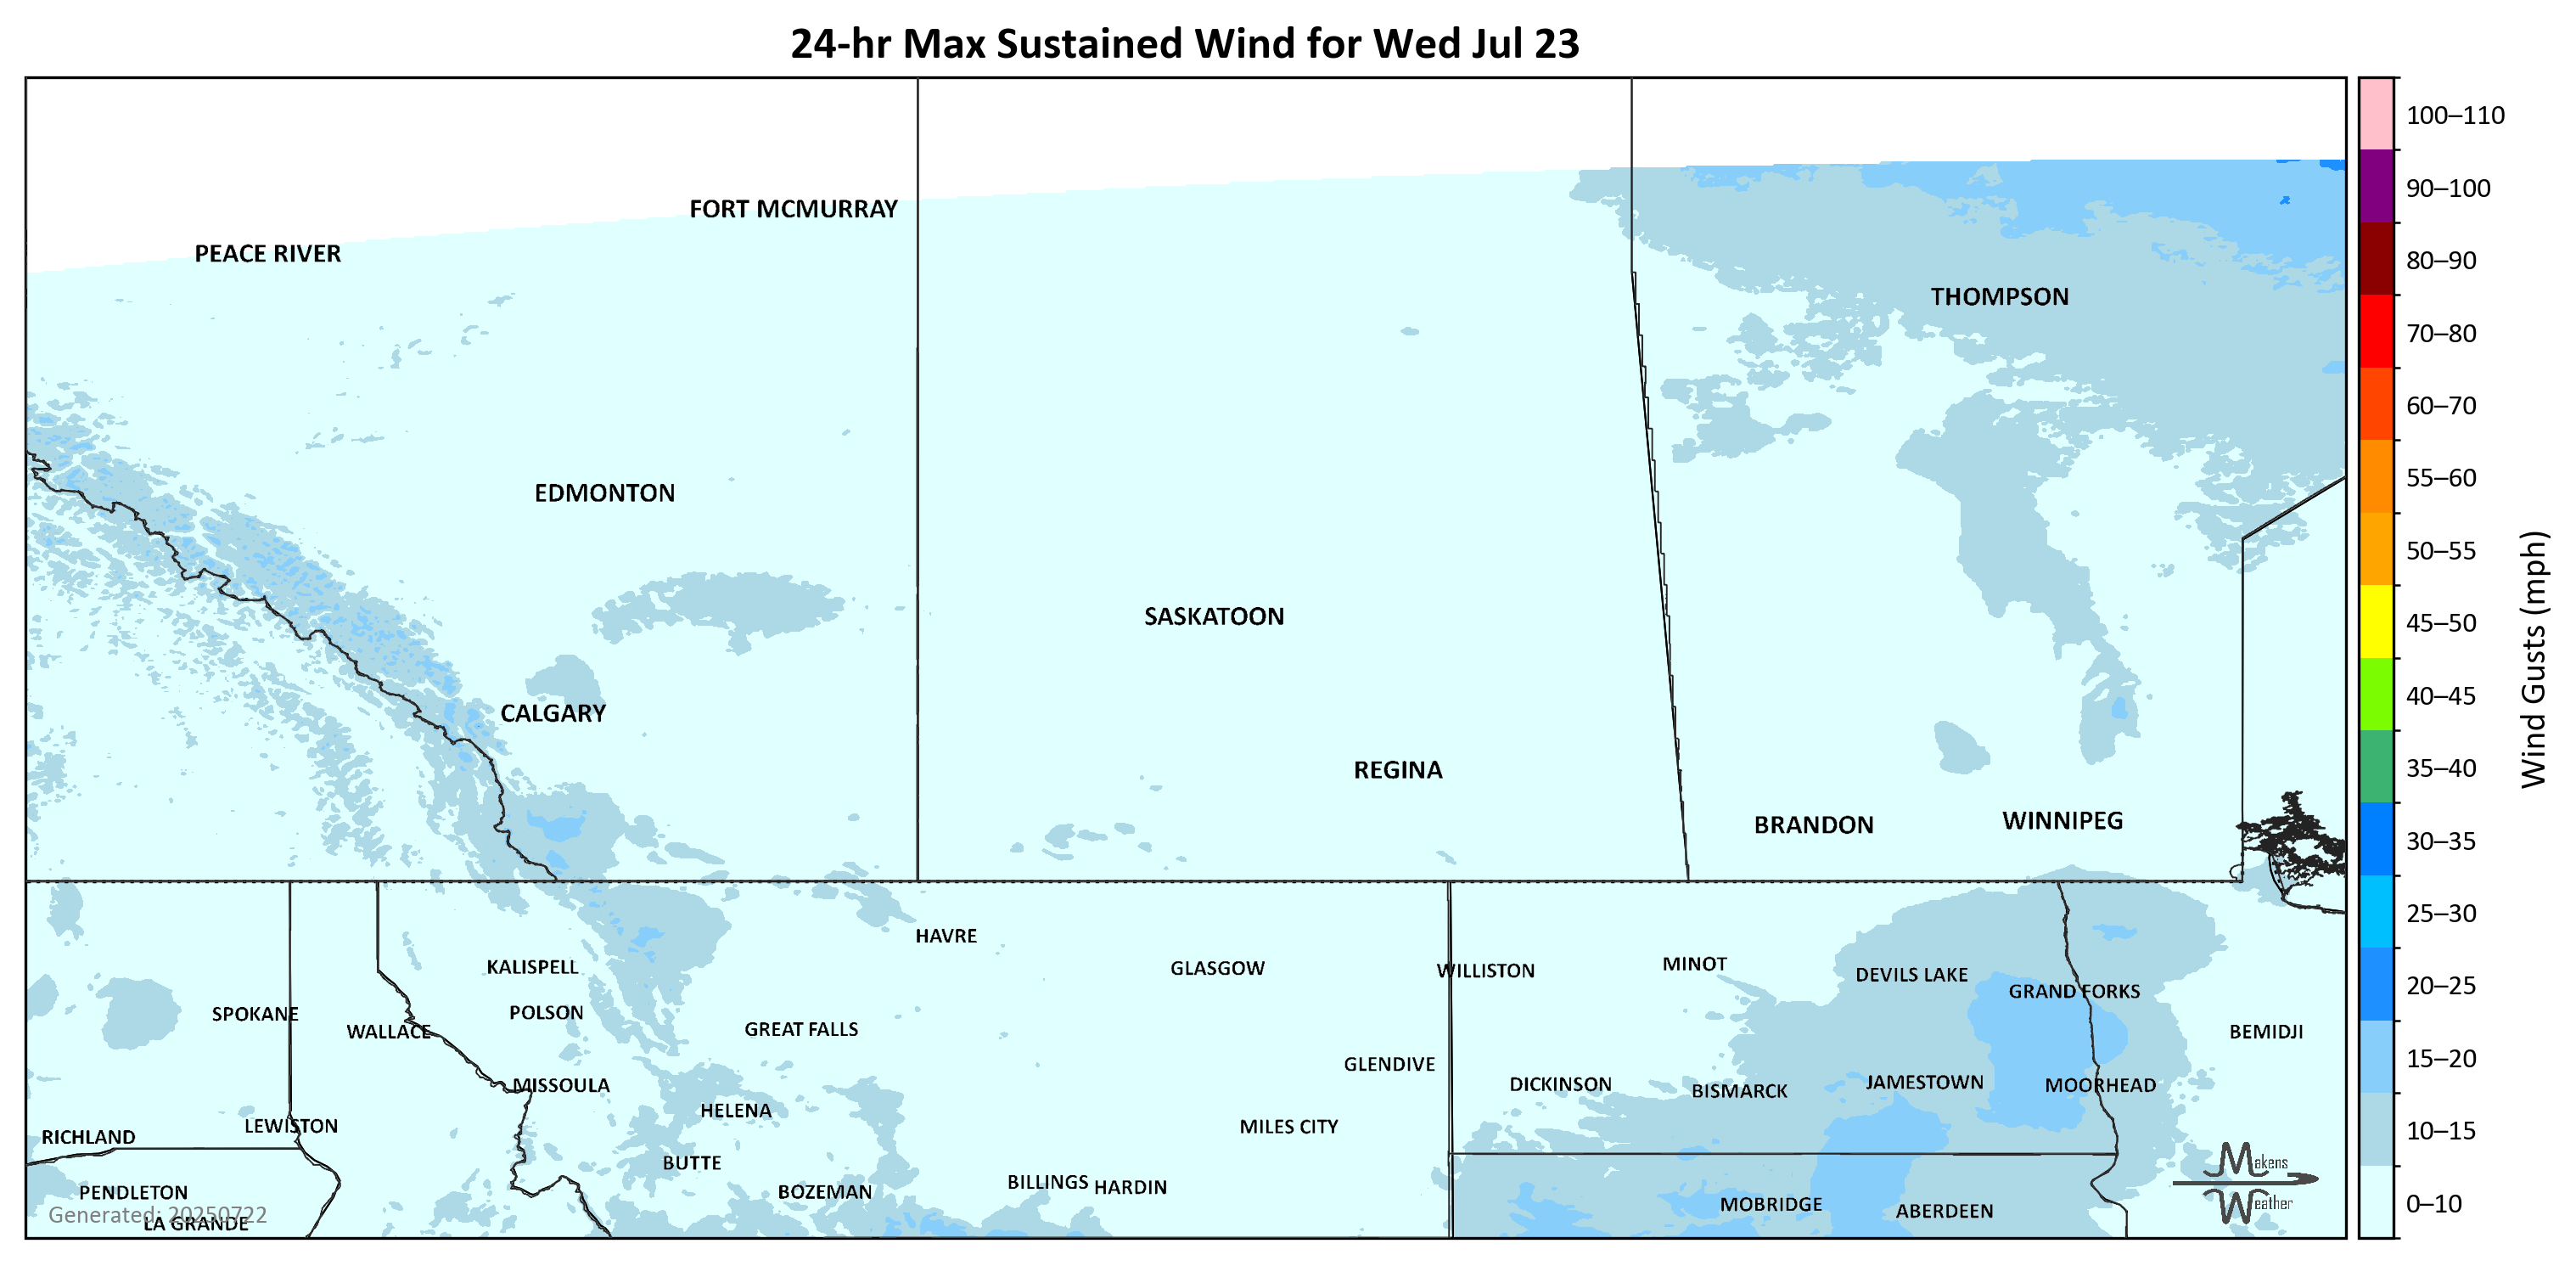 24-hr Max Sustained Wind for Wed Jul 23
FORT MCMURRAY
PEACE RIVER
THOMPSON
EDMONTON
SASKATOON
CALGARY
REGINA
BRANDON
WINNIPEG
HAVRE
KALISPELL
GLASGOW
WILLISTON
MINOT
DEVILS LAKE
GRAND FORKS
SPOKANE
POLSON
WALLACE
GREAT FALLS
BEMIDJI
GLENDIVE
MISSOULA
DICKINSON
BISMARCK
JAMESTOWN
MOORHEAD
HELENA
LEWISTON
MILES CITY
RICHLAND
BUTTE
PENDLETON
BOZEMAN
BILLINGS
HARDIN
MOBRIDGE
ABERDEEN
Generated: 20250722
LA GRANDE
Makens
Weather
100–110
90–100
80–90
70–80
60–70
55–60
50–55
45–50
40–45
35–40
30–35
25–30
20–25
15–20
10–15
0–10
Wind Gusts (mph)